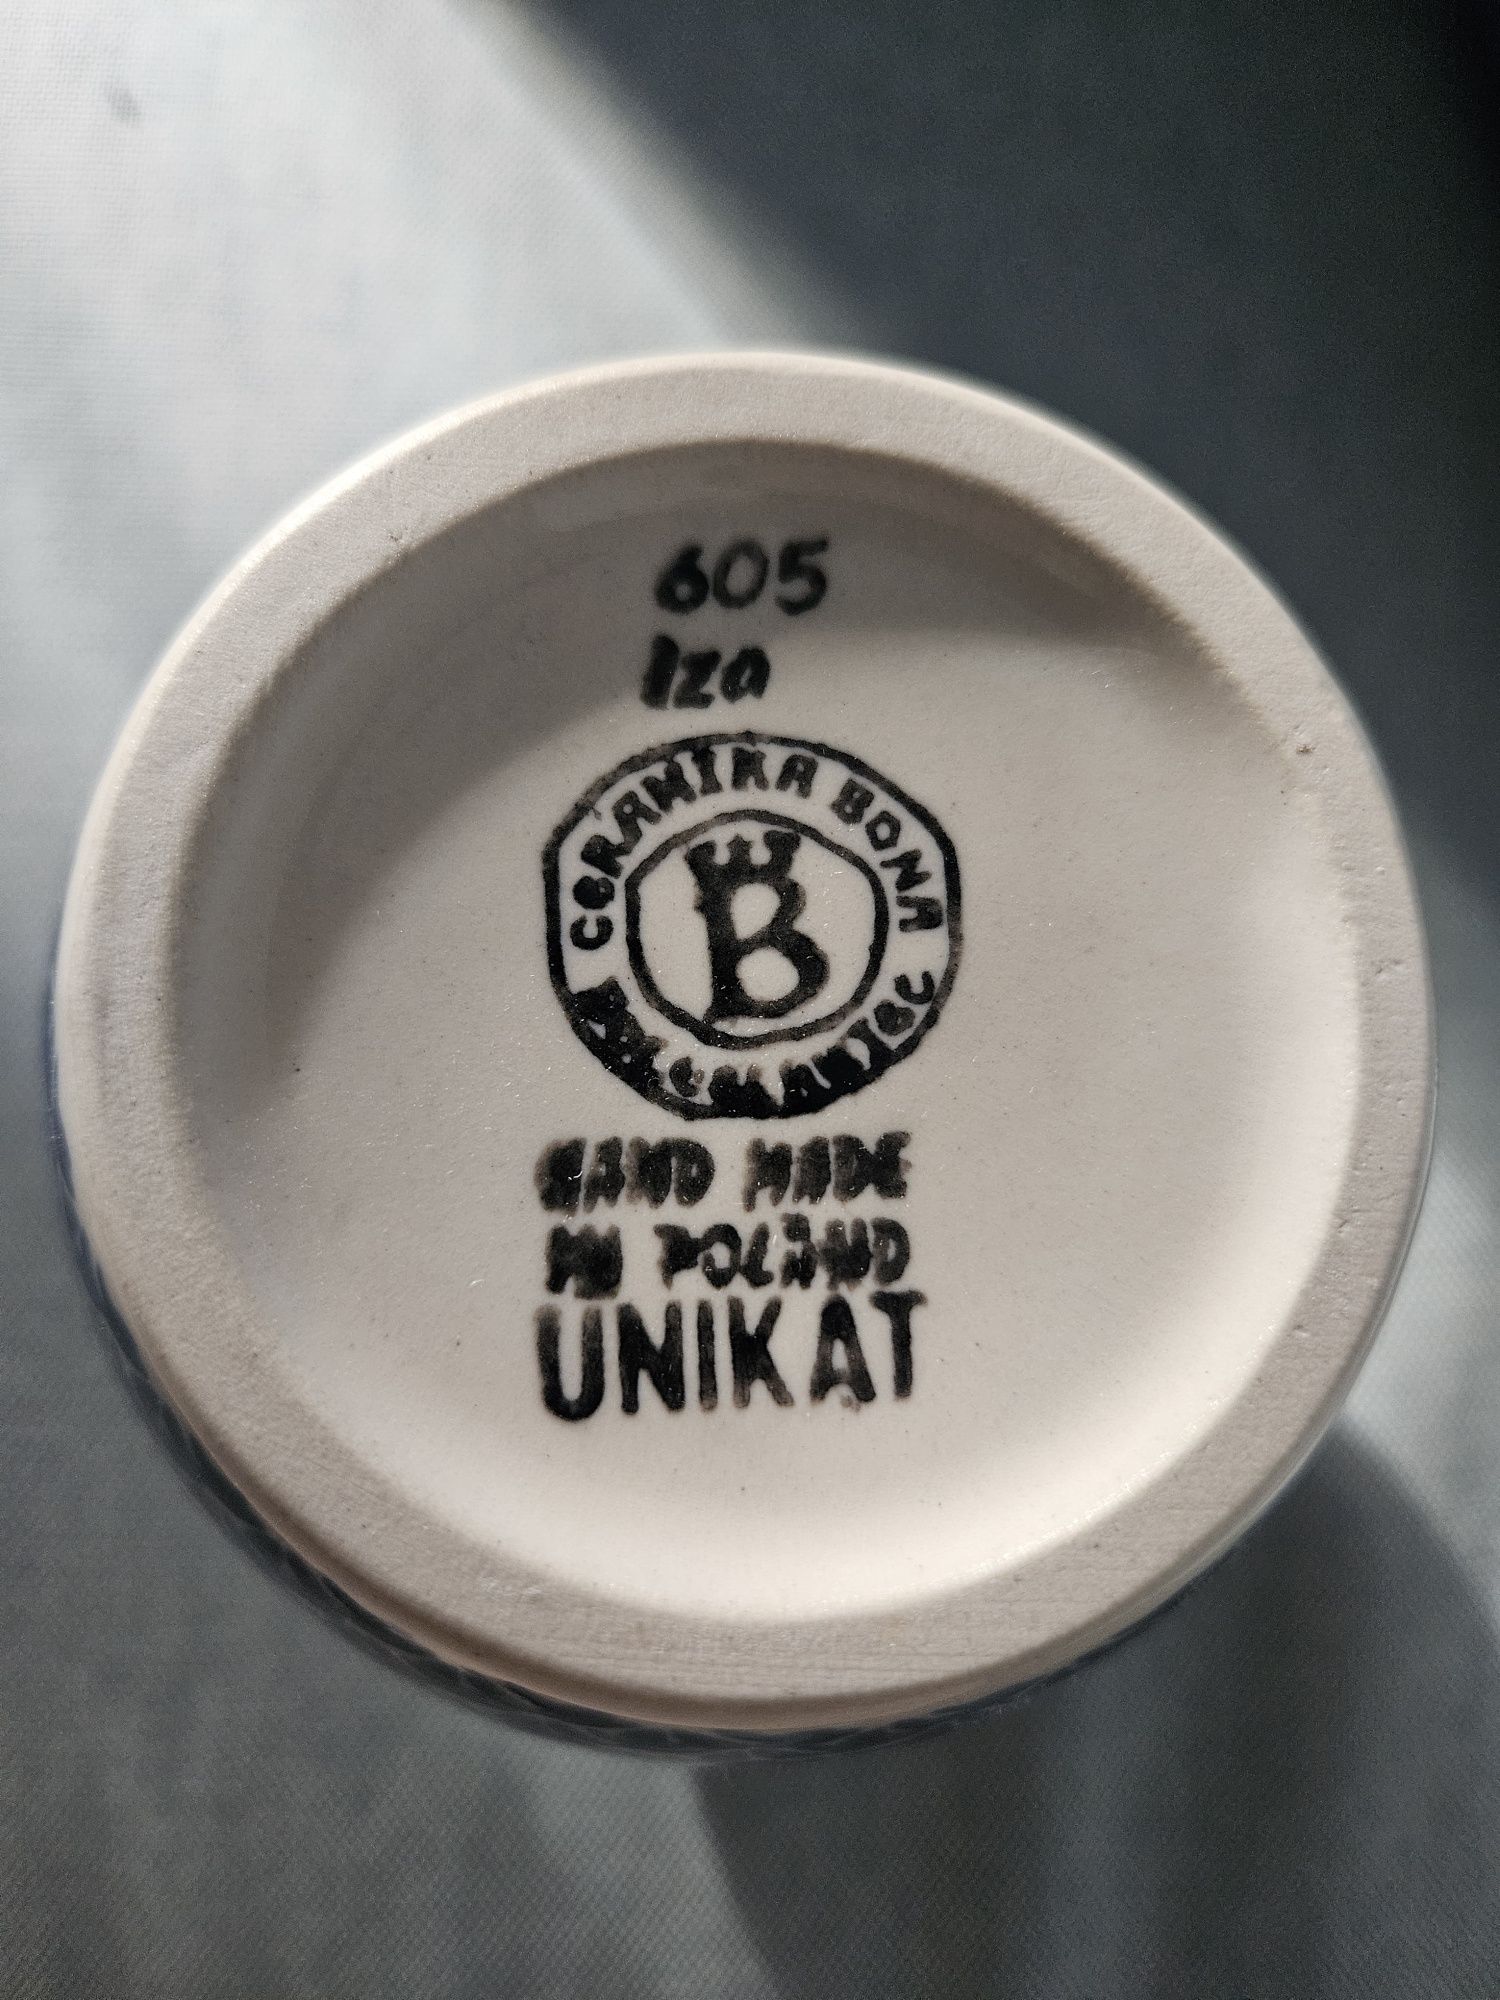 605
Iza
CERAMIKA BONA
B
HAND MADE
IN POLAND
UNIKAT